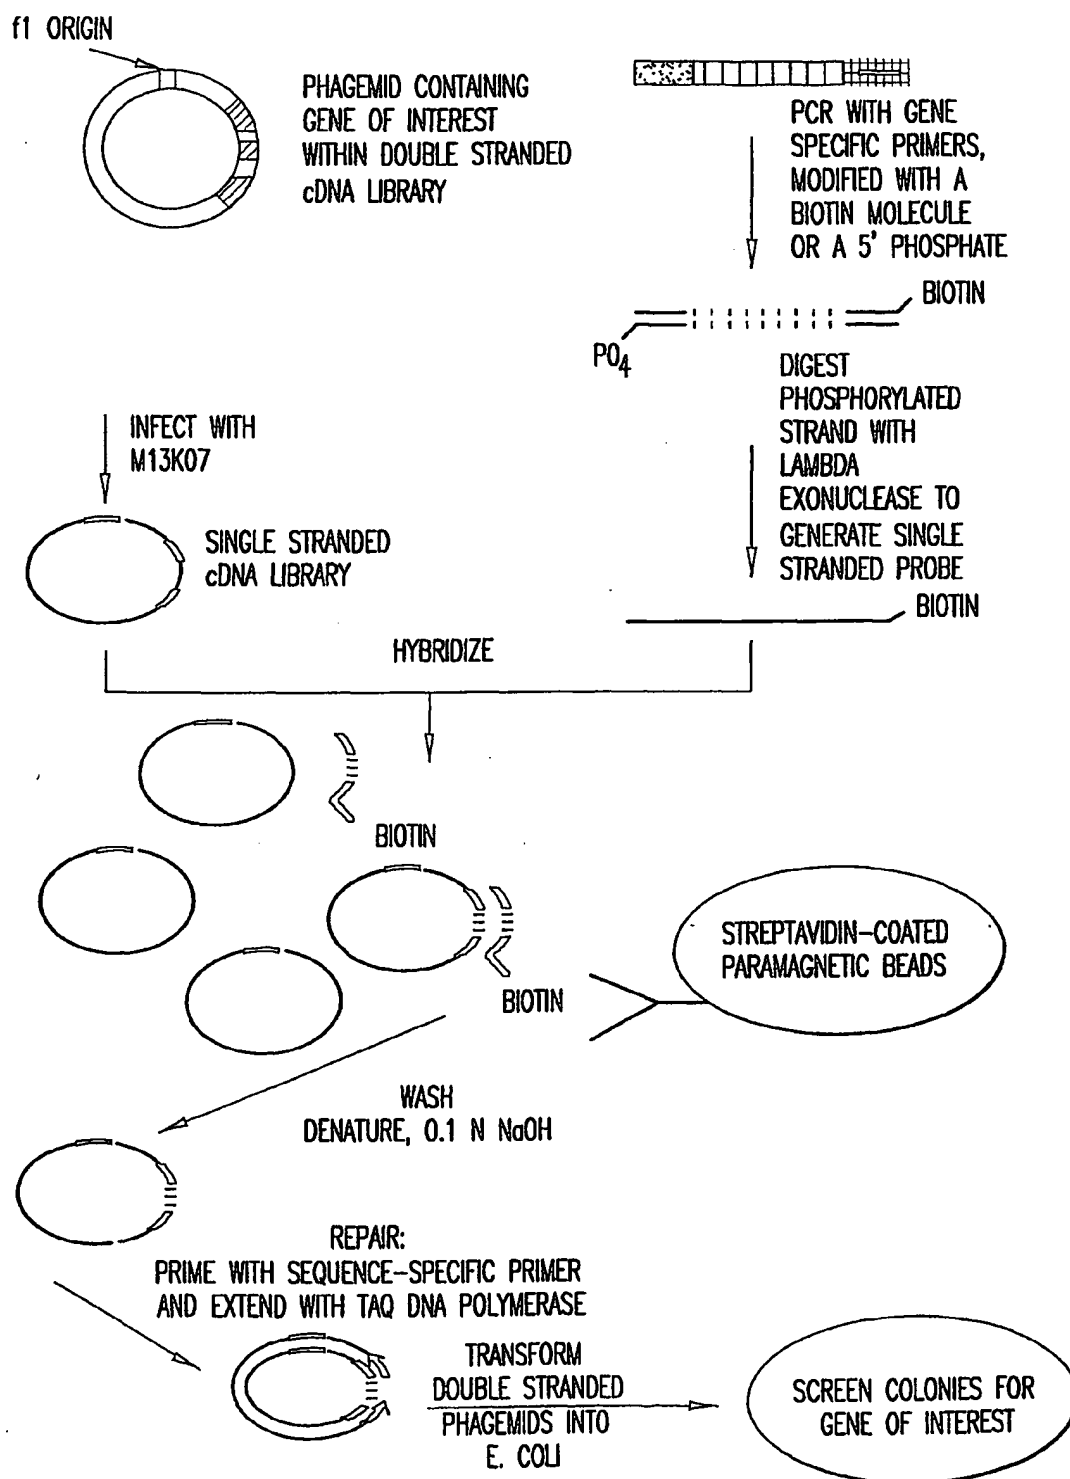 f1 ORIGIN
PHAGEMID CONTAINING
GENE OF INTEREST
WITHIN DOUBLE STRANDED
cDNA LIBRARY
PCR WITH GENE
SPECIFIC PRIMERS,
MODIFIED WITH A
BIOTIN MOLECULE
OR A 5' PHOSPHATE
BIOTIN
PO4
DIGEST
PHOSPHORYLATED
STRAND WITH
LAMBDA
EXONUCLEASE TO
GENERATE SINGLE
STRANDED PROBE
INFECT WITH
M13K07
SINGLE STRANDED
cDNA LIBRARY
BIOTIN
HYBRIDIZE
BIOTIN
STREPTAVIDIN-COATED
PARAMAGNETIC BEADS
BIOTIN
WASH
DENATURE, 0.1 N NaOH
REPAIR:
PRIME WITH SEQUENCE-SPECIFIC PRIMER
AND EXTEND WITH TAQ DNA POLYMERASE
TRANSFORM
DOUBLE STRANDED
PHAGEMIDS INTO
E. COLI
SCREEN COLONIES FOR
GENE OF INTEREST